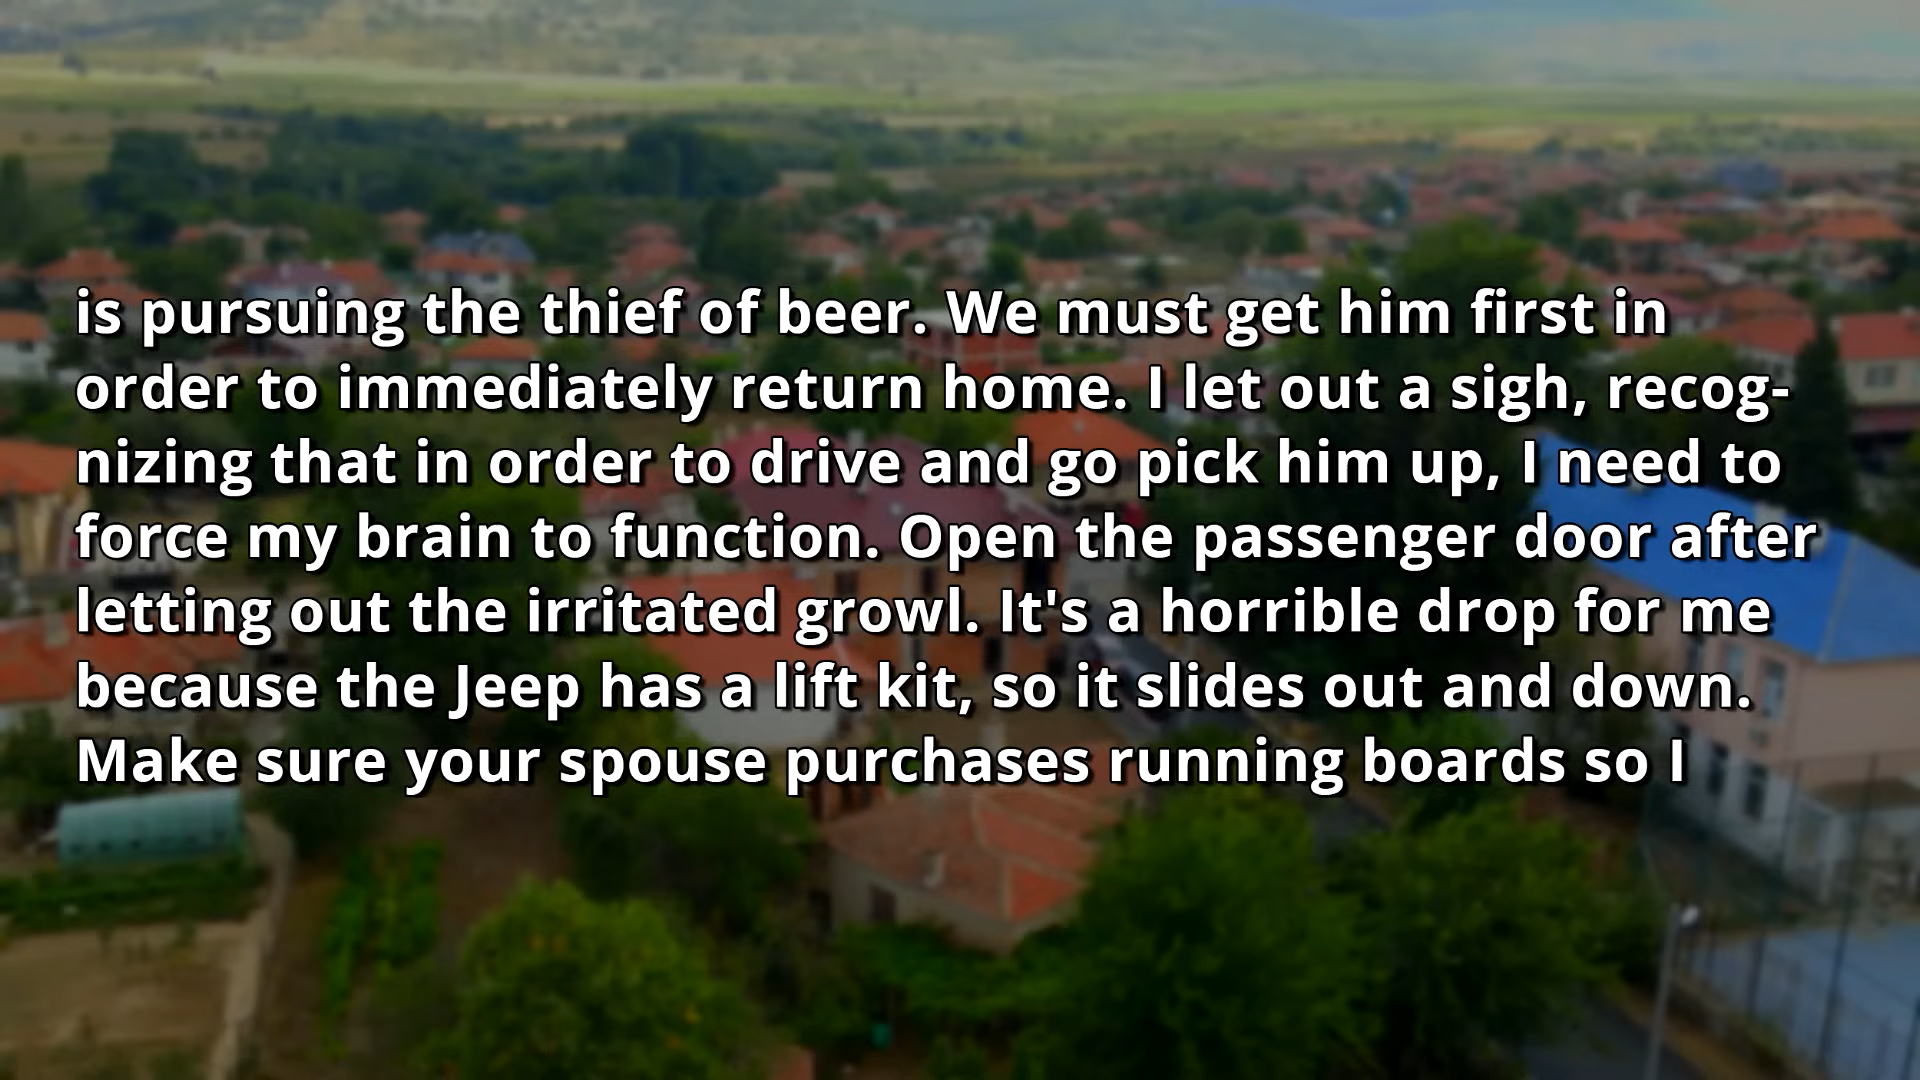 is pursuing the thief of beer. We must get him first in
order to immediately return home. I let out a sigh, recog-
nizing that in order to drive and go pick him up, I need to
force my brain to function. Open the passenger door after
letting out the irritated growl. It's a horrible drop for me
because the Jeep has a lift kit, so it slides out and down.
Make sure your spouse purchases running boards so I